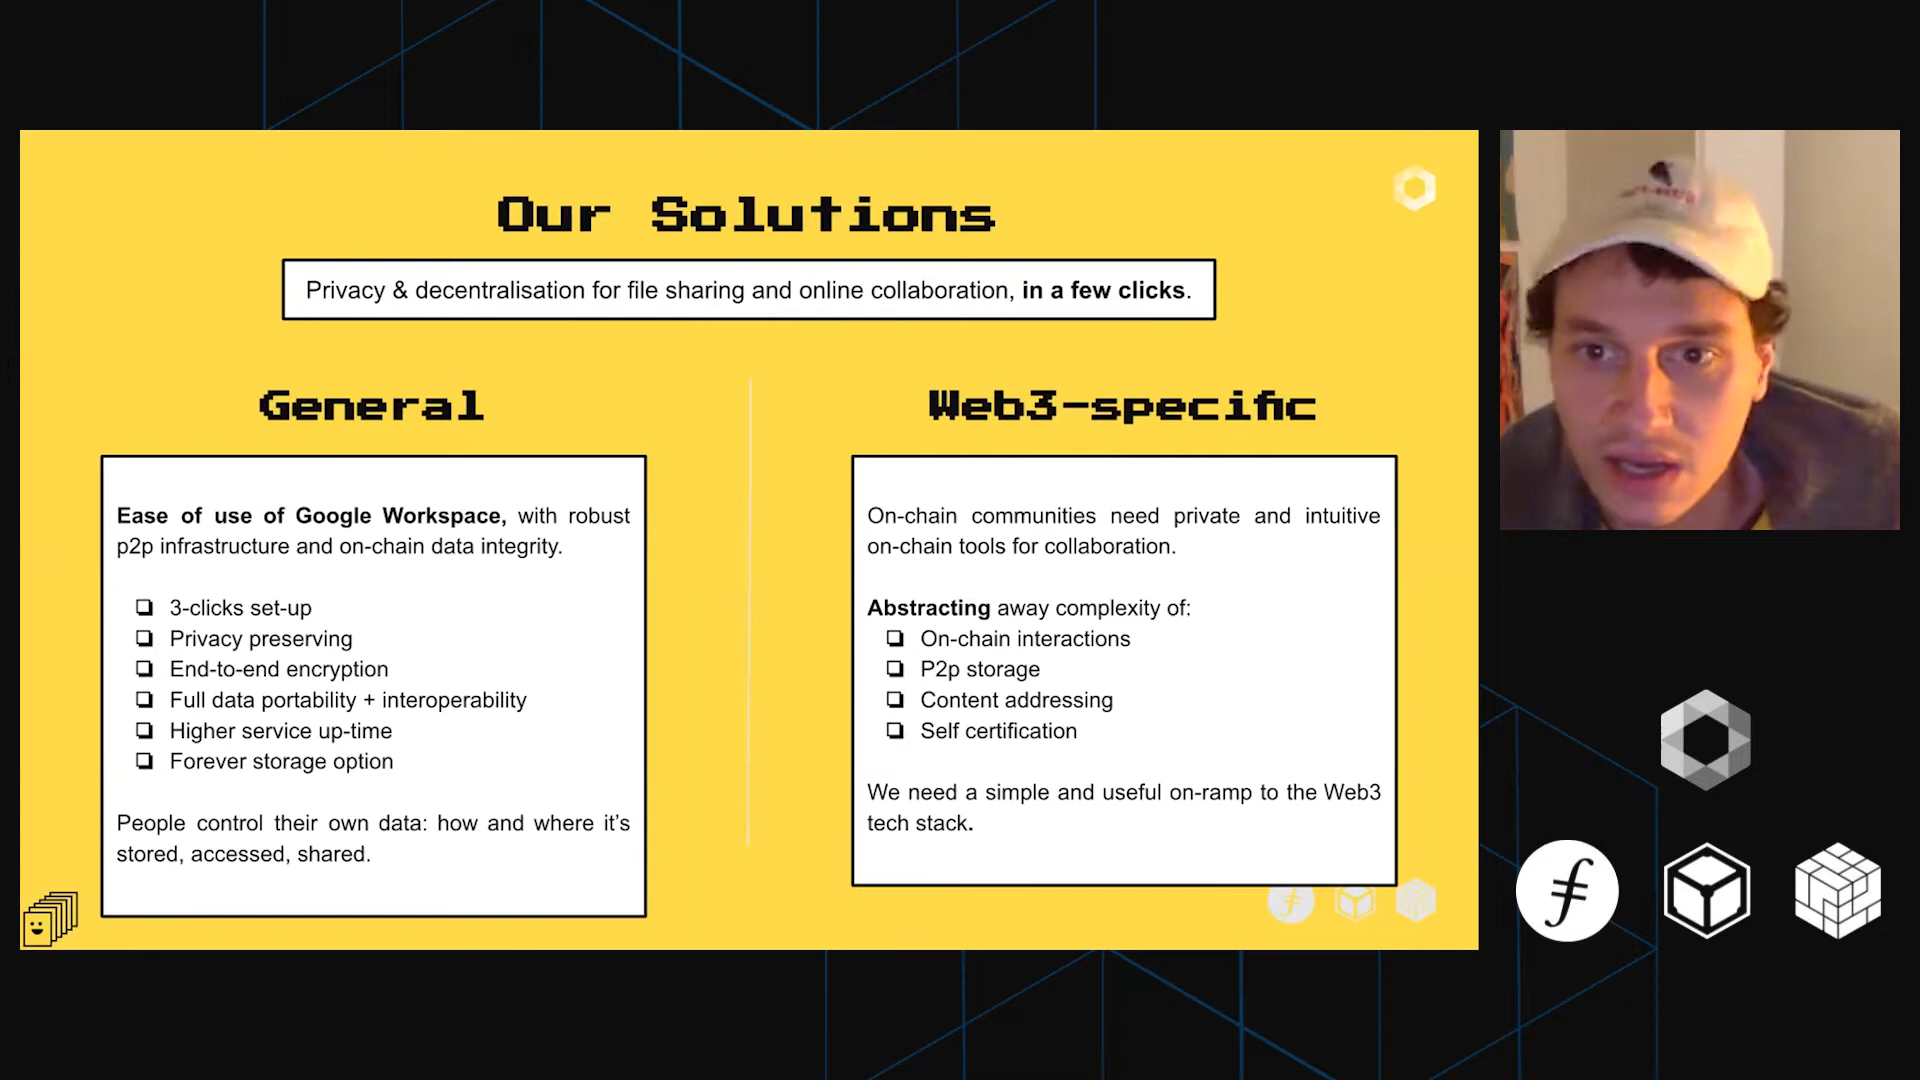 Our Solutions
Privacy & decentralisation for file sharing and online collaboration, in a few clicks.
General
Ease of use of Google Workspace, with robust
p2p infrastructure and on-chain data integrity.
❏ 3-clicks set-up
❏ Privacy preserving
❏ End-to-end encryption
❏ Full data portability + interoperability
❏ Higher service up-time
❏ Forever storage option
People control their own data: how and where it’s
stored, accessed, shared.
Web3-specific
On-chain communities need private and intuitive
on-chain tools for collaboration.
Abstracting away complexity of:
❏ On-chain interactions
❏ P2p storage
❏ Content addressing
❏ Self certification
We need a simple and useful on-ramp to the Web3
tech stack.